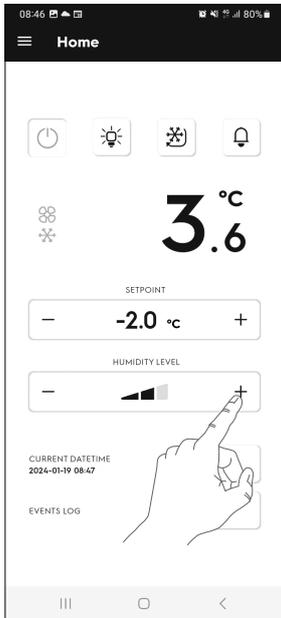 08:46 4G 80%
Home
3.6 °C
SETPOINT
− -2.0 °C +
HUMIDITY LEVEL
− +
CURRENT DATETIME
2024-01-19 08:47
EVENTS LOG